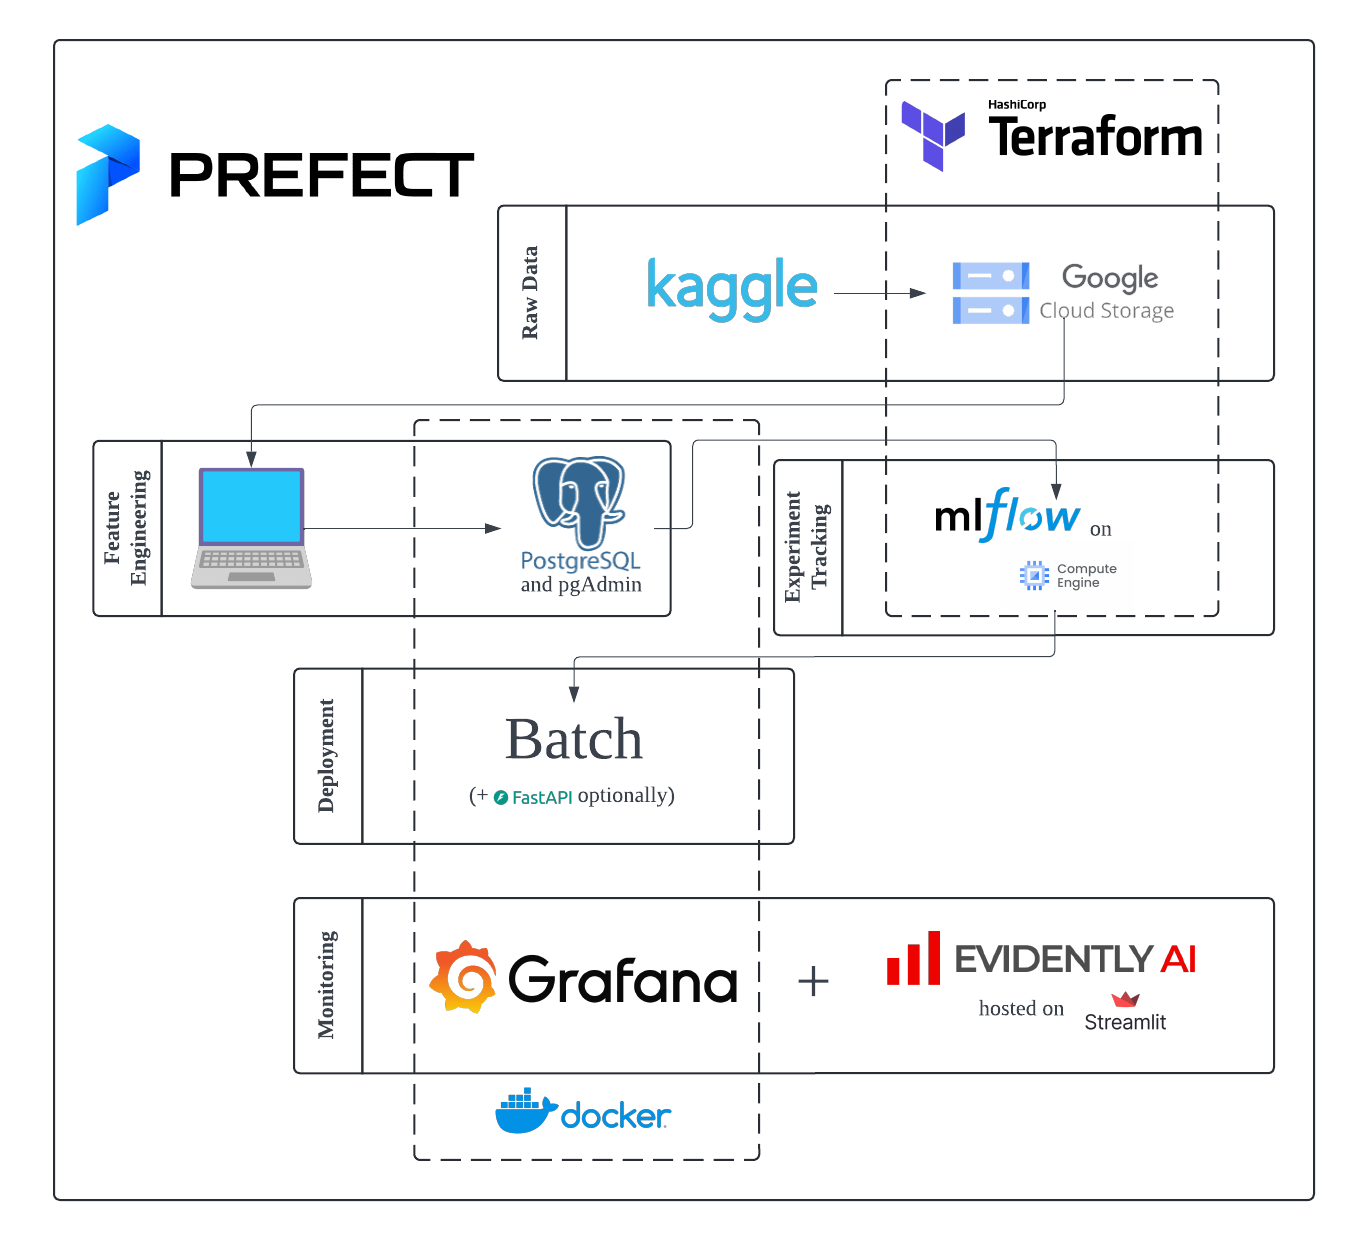 PREFECT
HashiCorp
Terraform
Raw Data
kaggle
Google
Cloud Storage
Feature
Engineering
PostgreSQL
and pgAdmin
Experiment
Tracking
mlflow on
Compute
Engine
Deployment
Batch
(+ FastAPI optionally)
Monitoring
Grafana
+
EVIDENTLY AI
hosted on
Streamlit
docker